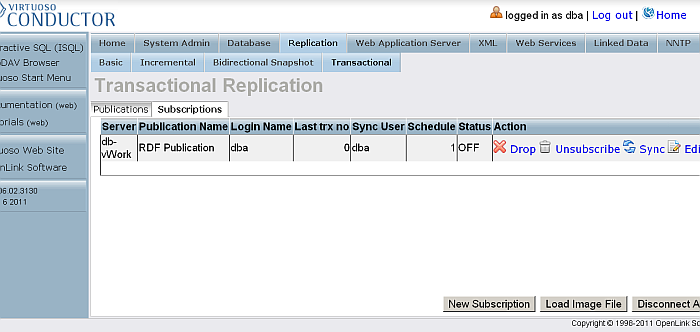 VIRTUOSO
CONDUCTOR
logged in as dba | Log out | Home
ractive SQL (ISQL)
DAV Browser
uoso Start Menu
umentation (web)
orials (web)
uoso Web Site
nLink Software
06.02.3130
6 2011
Home System Admin Database Replication Web Application Server XML Web Services Linked Data NNTP
Basic Incremental Bidirectional Snapshot Transactional
Transactional Replication
Publications Subscriptions
Server Publication Name Login Name Last trx no Sync User Schedule Status Action
db-vWork RDF Publication dba 0 dba 1 OFF Drop Unsubscribe Sync Edi
New Subscription Load Image File Disconnect A
Copyright © 1998-2011 OpenLink So